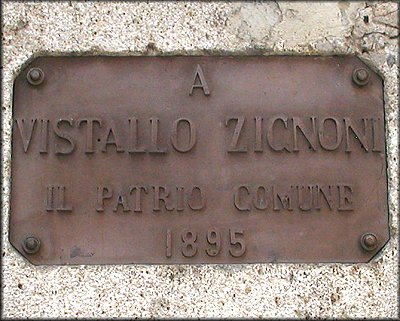 A
VISTALLO ZIGNONI
IL PATRIO COMUNE
1895